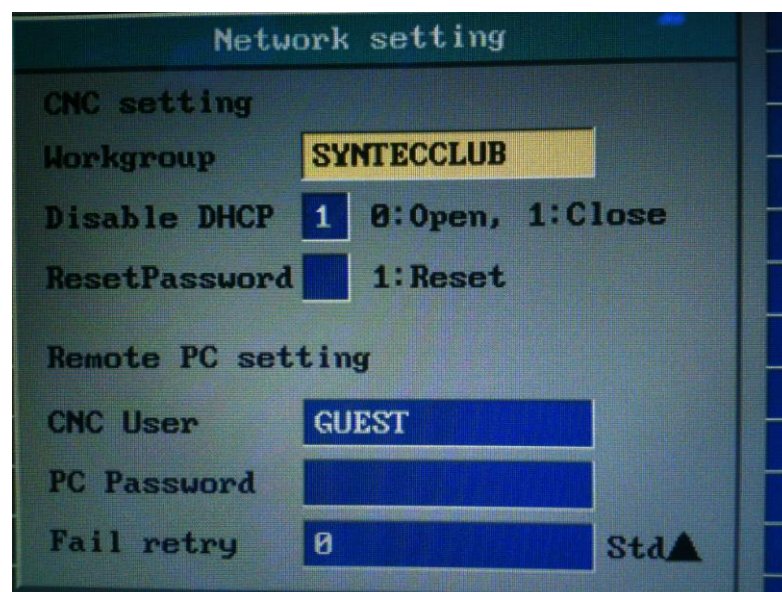 Network setting
CNC setting
Workgroup SYNTECCLUB
Disable DHCP 1 0:Open, 1:Close
ResetPassword 1:Reset
Remote PC setting
CNC User GUEST
PC Password
Fail retry 0 Std▲